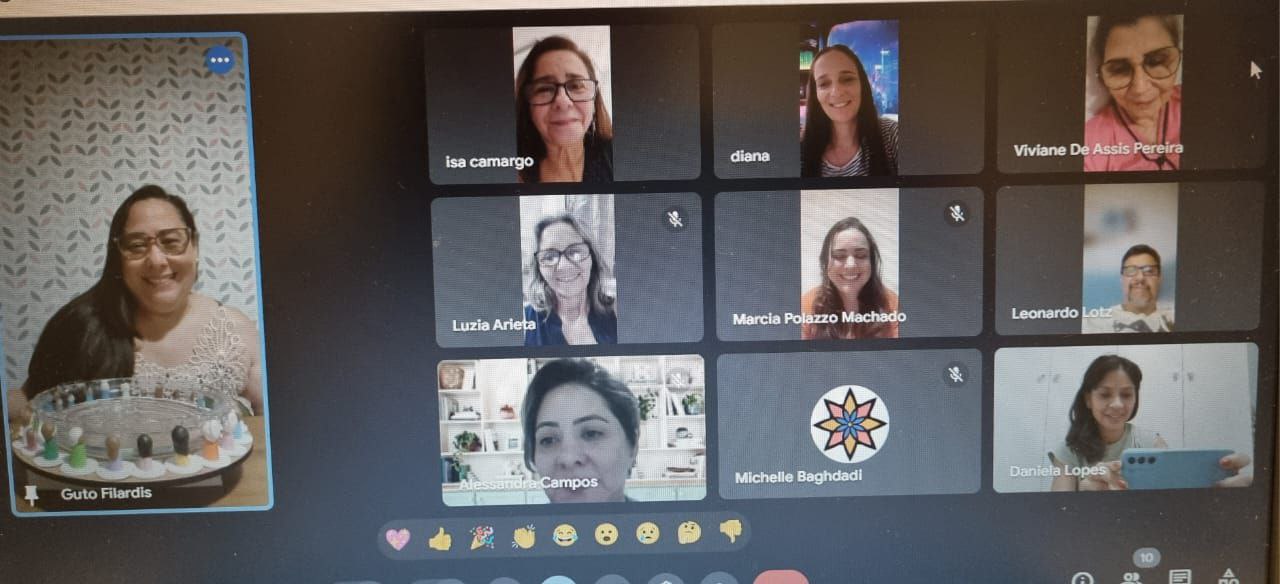 isa camargo
diana
Viviane De Assis Pereira
Luzia Arieta
Marcia Polazzo Machado
Leonardo Lotz
Alessandra Campos
Michelle Baghdadi
Daniela Lopes
Guto Filardis
10